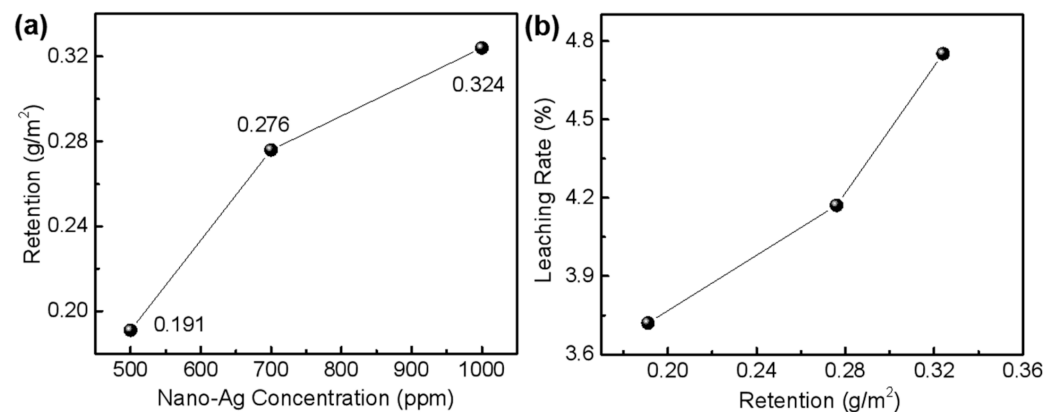 (a)
Retention (g/m²)
0.32
0.28
0.24
0.20
0.191
0.276
0.324
500 600 700 800 900 1000
Nano-Ag Concentration (ppm)
(b)
Leaching Rate (%)
4.8
4.5
4.2
3.9
3.6
0.20 0.24 0.28 0.32 0.36
Retention (g/m²)